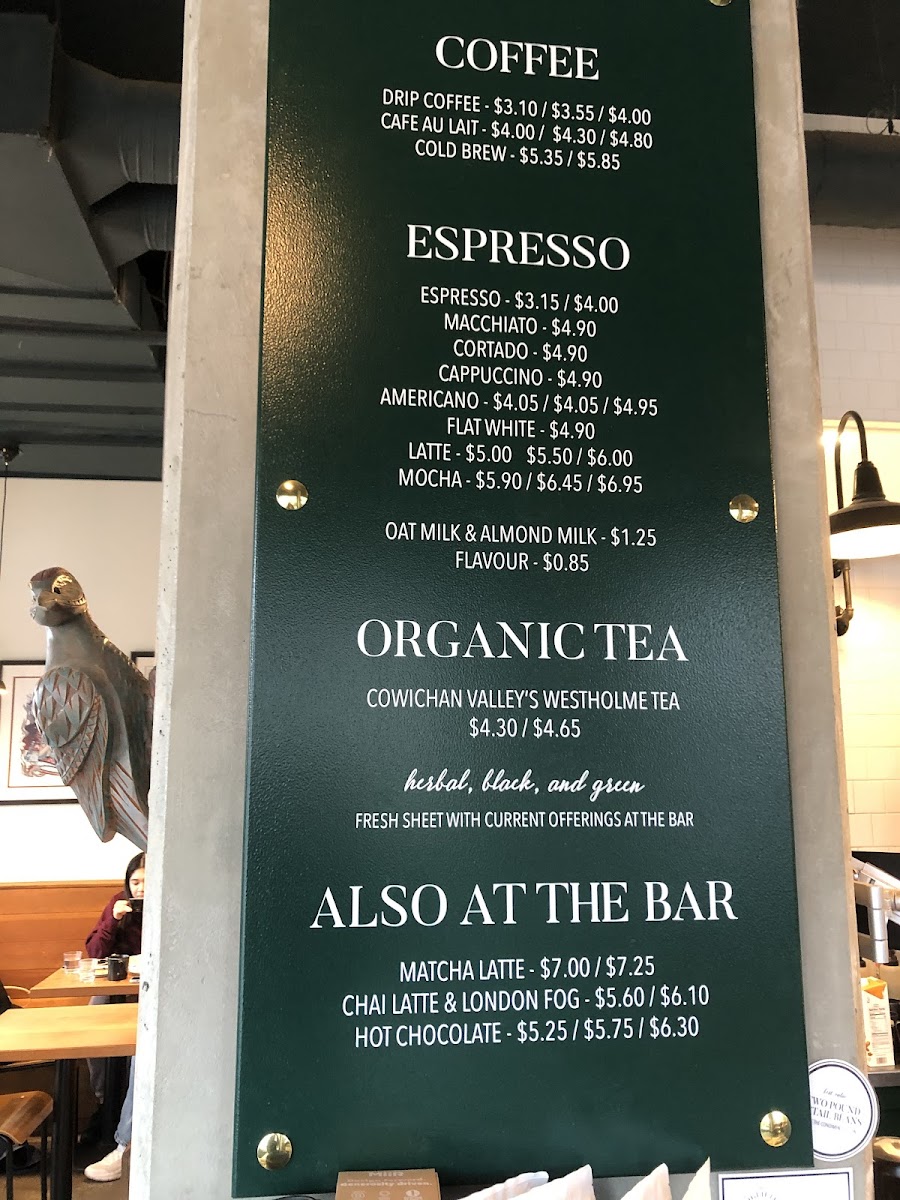 COFFEE
DRIP COFFEE - $3.10 / $3.55 / $4.00
CAFE AU LAIT - $4.00 / $4.30 / $4.80
COLD BREW - $5.35 / $5.85
ESPRESSO
ESPRESSO - $3.15 / $4.00
MACCHIATO - $4.90
CORTADO - $4.90
CAPPUCCINO - $4.90
AMERICANO - $4.05 / $4.05 / $4.95
FLAT WHITE - $4.90
LATTE - $5.00 $5.50 / $6.00
MOCHA - $5.90 / $6.45 / $6.95
OAT MILK & ALMOND MILK - $1.25
FLAVOUR - $0.85
ORGANIC TEA
COWICHAN VALLEY'S WESTHOLME TEA
$4.30 / $4.65
herbal, black, and green
FRESH SHEET WITH CURRENT OFFERINGS AT THE BAR
ALSO AT THE BAR
MATCHA LATTE - $7.00 / $7.25
CHAI LATTE & LONDON FOG - $5.60 / $6.10
HOT CHOCOLATE - $5.25 / $5.75 / $6.30
POUND
BEANS
MiiR
Generosity driven.